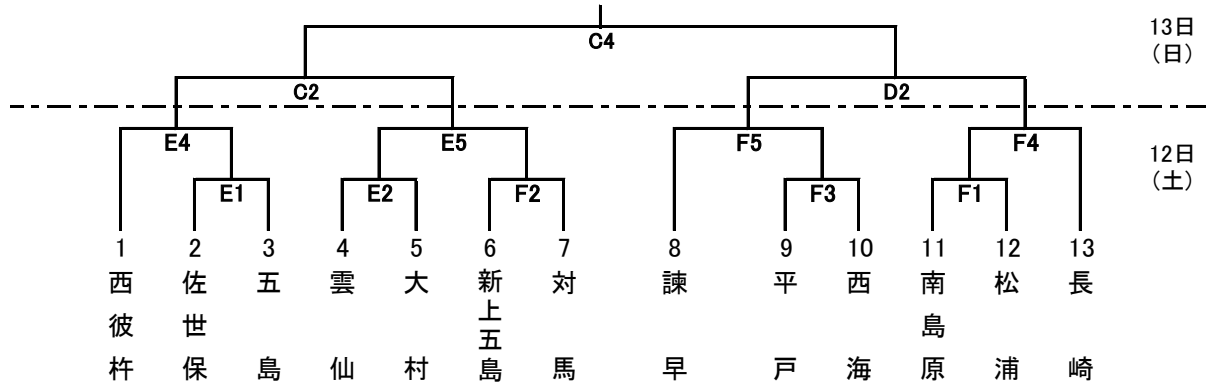 C4
13日
(日)
C2
D2
E4
E5
F5
F4
12日
(土)
E1
E2
F2
F3
F1
1 2 3 4 5 6 7 8 9 10 11 12 13
西彼杵
佐世保
五島
雲仙
大村
新上五島
対馬
諫早
平戸
西海
南島原
松浦
長崎